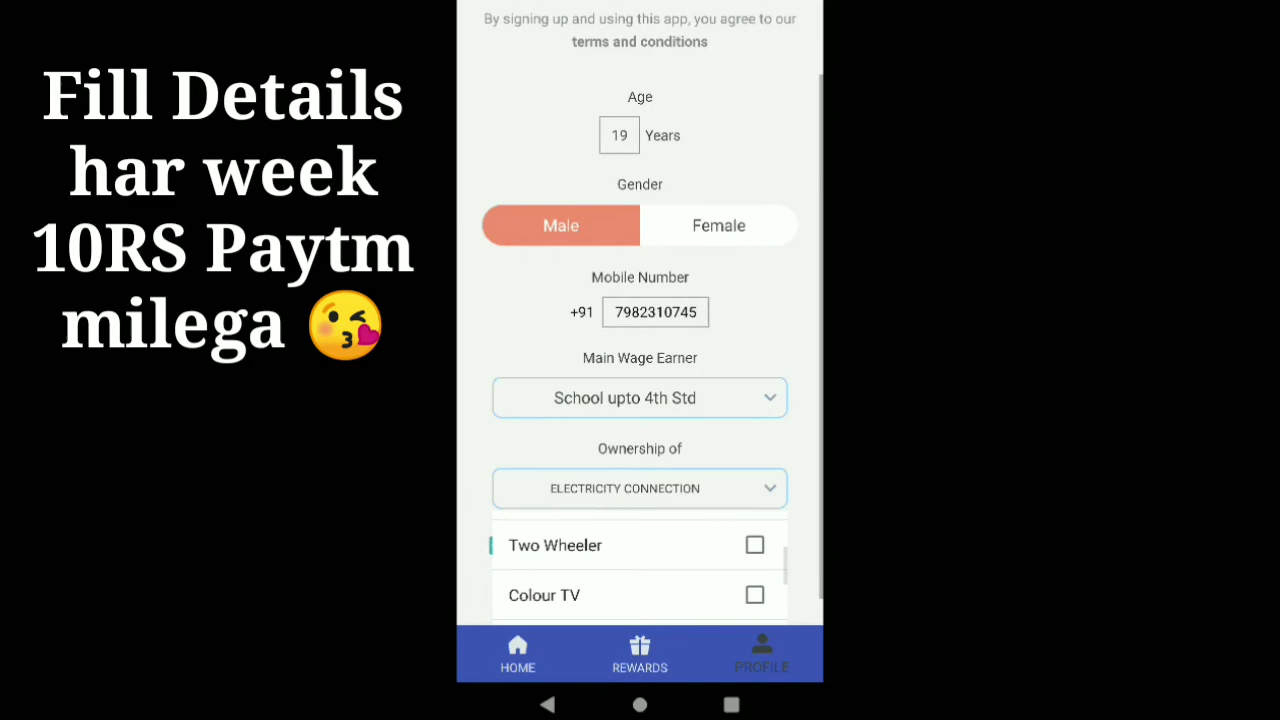 Fill Details
har week
10RS Paytm
milega 😘
By signing up and using this app, you agree to our
terms and conditions
Age
19 Years
Gender
Male Female
Mobile Number
+91 7982310745
Main Wage Earner
School upto 4th Std
Ownership of
ELECTRICITY CONNECTION
Two Wheeler
Colour TV
HOME REWARDS PROFILE